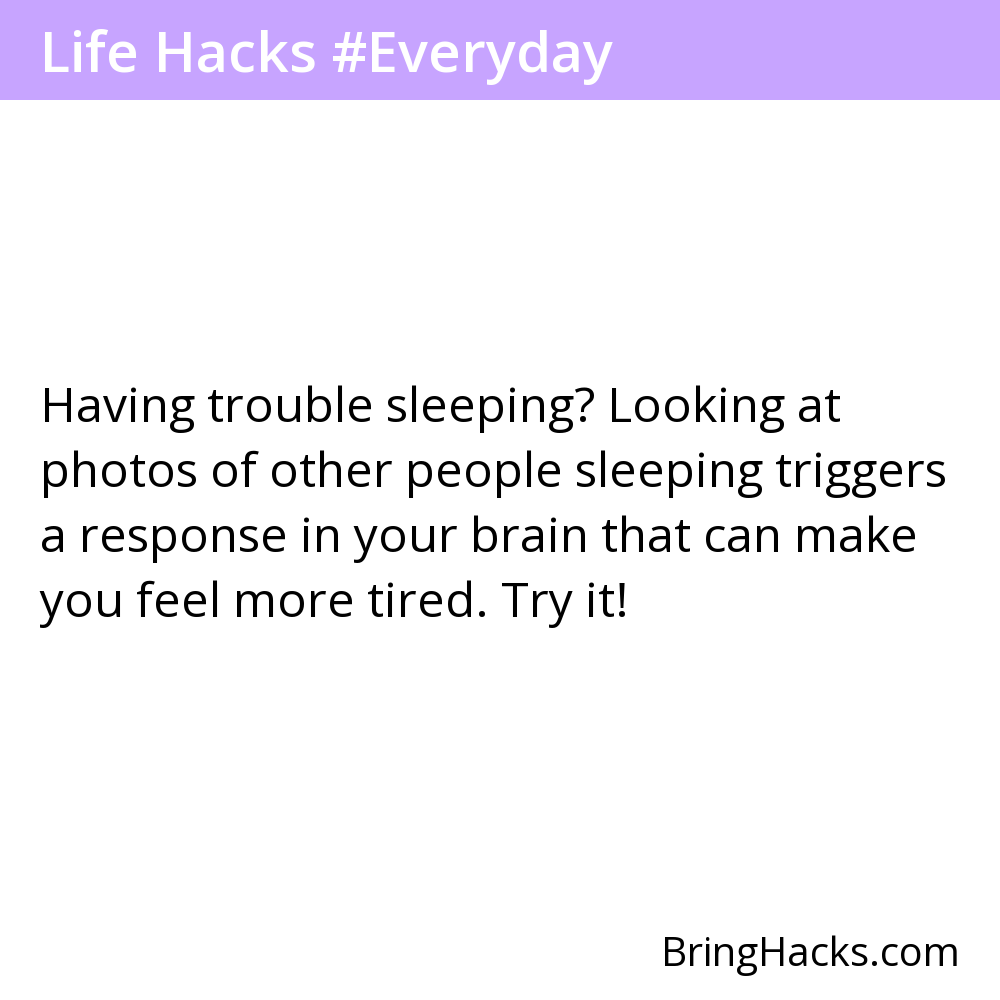 Life Hacks #Everyday
Having trouble sleeping? Looking at
photos of other people sleeping triggers
a response in your brain that can make
you feel more tired. Try it!
BringHacks.com